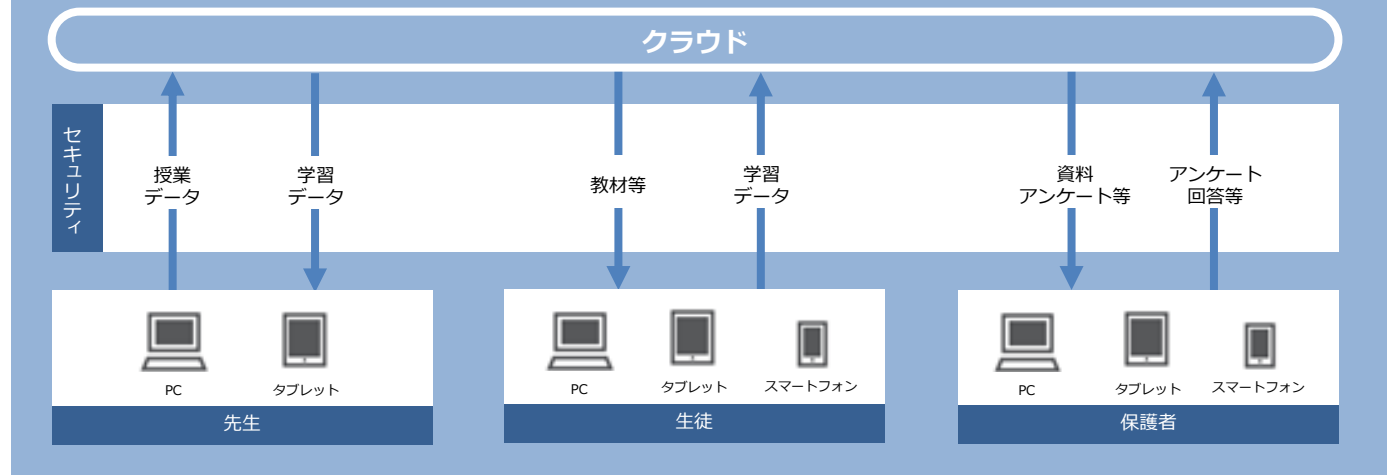 クラウド
セキュリティ
授業
データ
学習
データ
教材等
学習
データ
資料
アンケート等
アンケート
回答等
PC
タブレット
先生
PC
タブレット
スマートフォン
生徒
PC
タブレット
スマートフォン
保護者